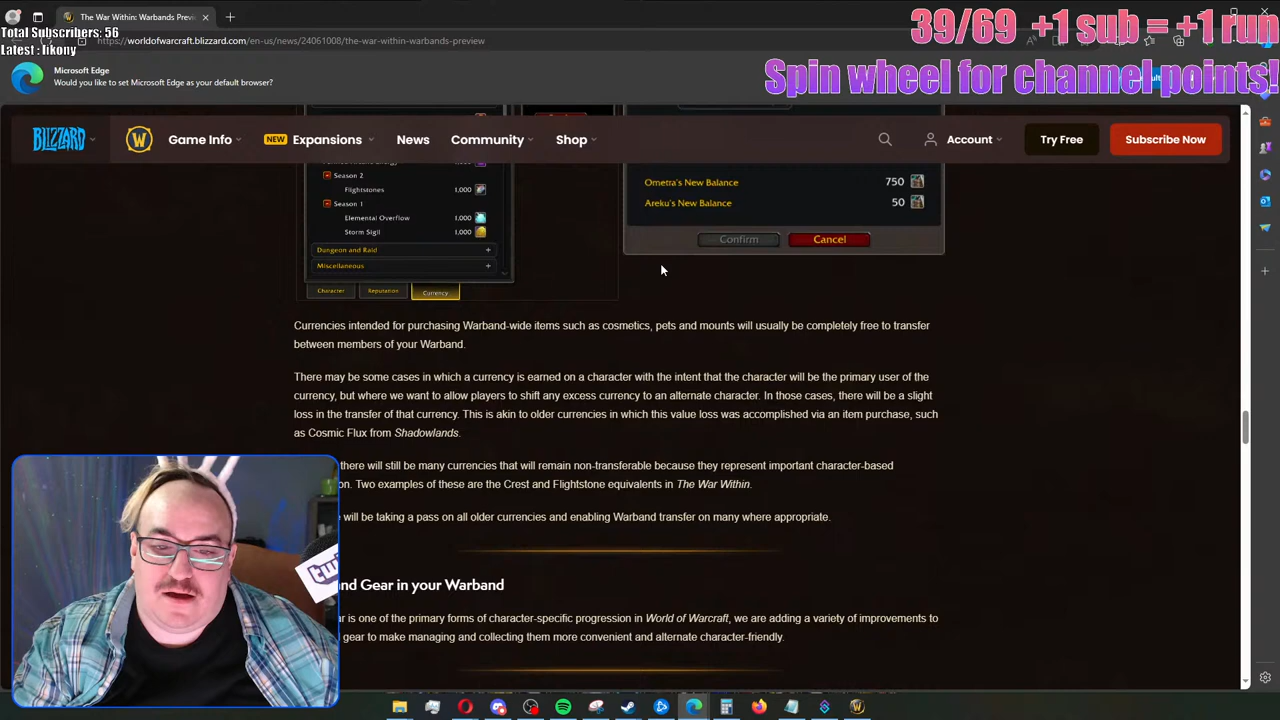 The War Within: Warbands Previ
Total Subscribers: 56
Latest : likony
https://worldofwarcraft.blizzard.com/en-us/news/24061008/the-war-within-warbands-preview
39/69 +1 sub = +1 run
Spin wheel for channel points!
Microsoft Edge
Would you like to set Microsoft Edge as your default browser?
BLIZZARD
Game Info
NEW Expansions
News
Community
Shop
Account
Try Free
Subscribe Now
1,000
Season 2
Flightstones 1,000
Season 1
Elemental Overflow 1,000
Storm Sigil 1,000
Dungeon and Raid +
Miscellaneous +
Character Reputation Currency
Ometra's New Balance 750
Areku's New Balance 50
Confirm Cancel
Currencies intended for purchasing Warband-wide items such as cosmetics, pets and mounts will usually be completely free to transfer
between members of your Warband.
There may be some cases in which a currency is earned on a character with the intent that the character will be the primary user of the
currency, but where we want to allow players to shift any excess currency to an alternate character. In those cases, there will be a slight
loss in the transfer of that currency. This is akin to older currencies in which this value loss was accomplished via an item purchase, such
as Cosmic Flux from Shadowlands.
there will still be many currencies that will remain non-transferable because they represent important character-based
on. Two examples of these are the Crest and Flightstone equivalents in The War Within.
will be taking a pass on all older currencies and enabling Warband transfer on many where appropriate.
nd Gear in your Warband
ar is one of the primary forms of character-specific progression in World of Warcraft, we are adding a variety of improvements to
gear to make managing and collecting them more convenient and alternate character-friendly.